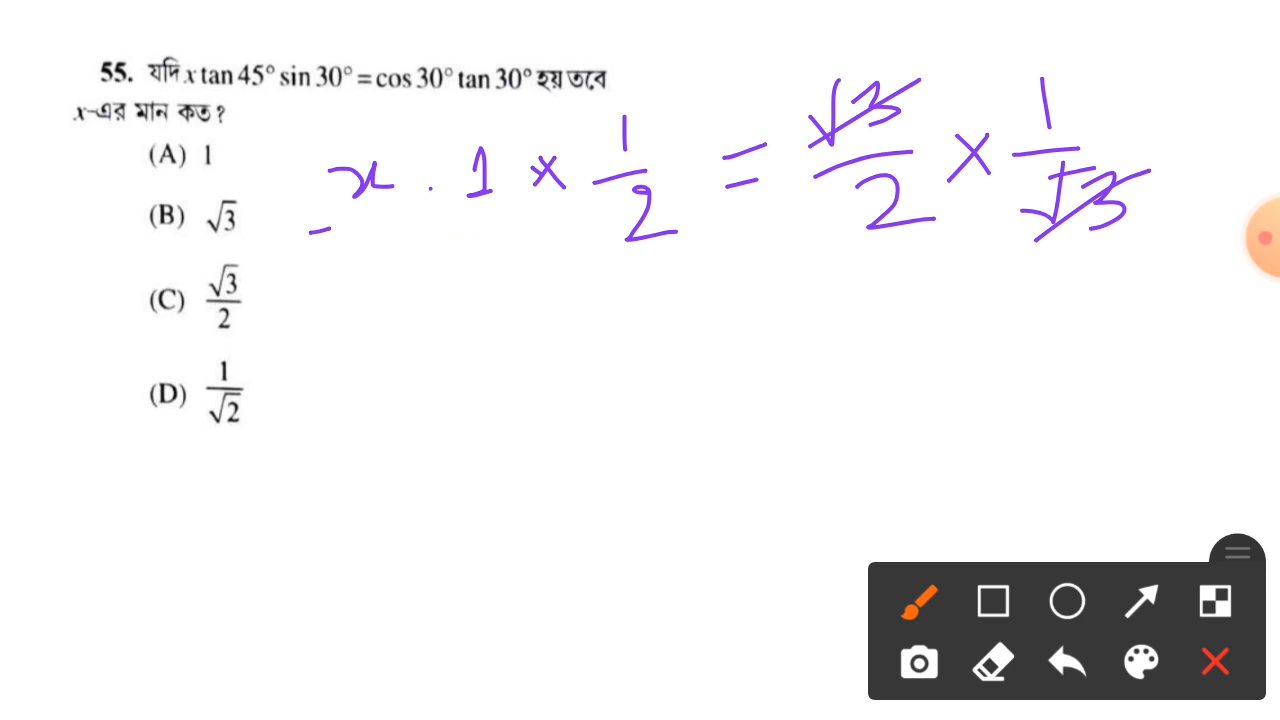 55. যদি x tan 45° sin 30° = cos 30° tan 30° হয় তবে
x-এর মান কত?
(A) 1
(B) √3
(C) √3/2
(D) 1/√2
x . 1 × 1/2 = √3/2 × 1/√3
-